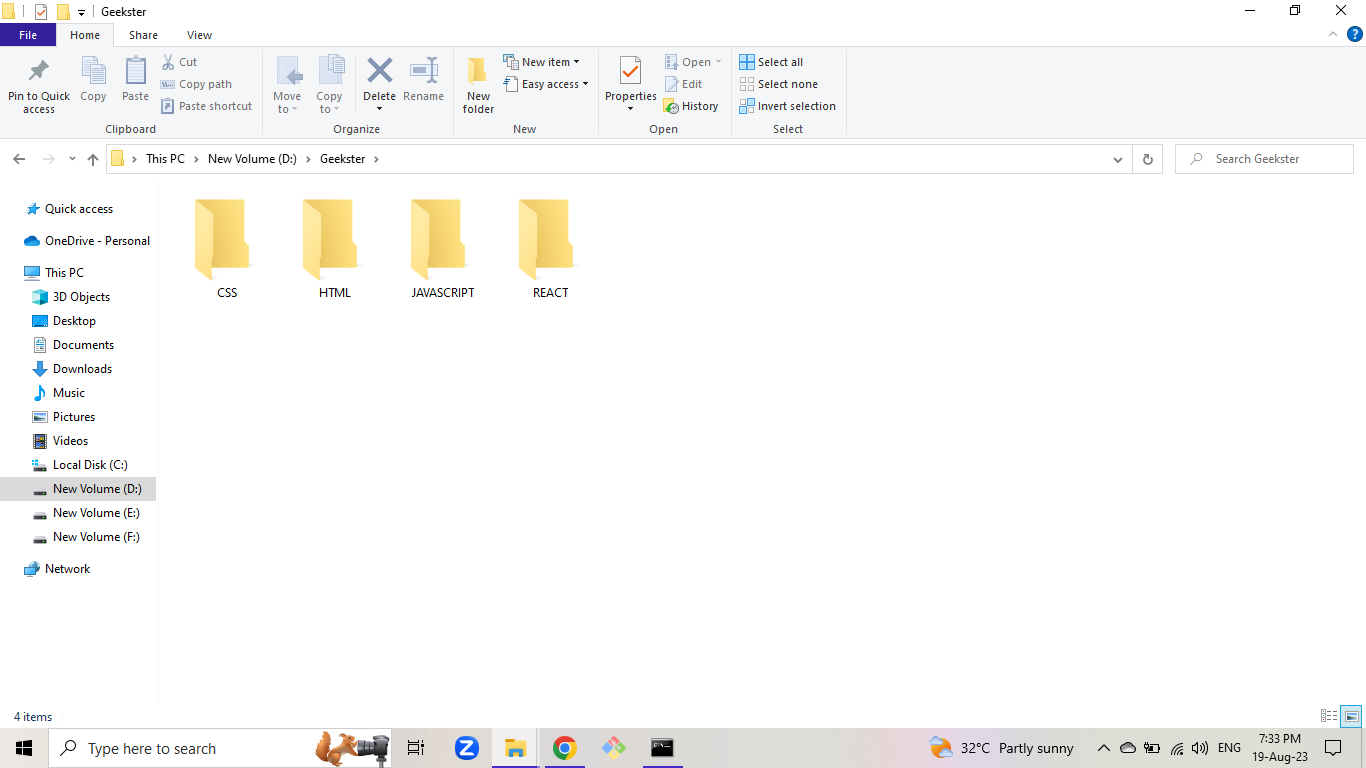 Geekster
File Home Share View
Pin to Quick access
Copy
Paste
Cut
Copy path
Paste shortcut
Clipboard
Move to
Copy to
Delete
Rename
Organize
New folder
New item
Easy access
New
Properties
Open
Edit
History
Open
Select all
Select none
Invert selection
Select
This PC > New Volume (D:) > Geekster >
Search Geekster
Quick access
OneDrive - Personal
This PC
3D Objects
Desktop
Documents
Downloads
Music
Pictures
Videos
Local Disk (C:)
New Volume (D:)
New Volume (E:)
New Volume (F:)
Network
CSS HTML JAVASCRIPT REACT
4 items
Type here to search
32°C Partly sunny
ENG
7:33 PM
19-Aug-23